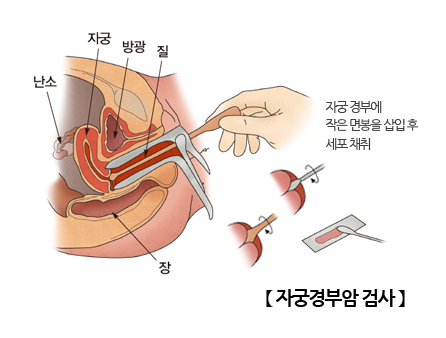 자궁
방광
질
난소
자궁 경부에
작은 면봉을 삽입 후
세포 채취
장
【 자궁경부암 검사 】